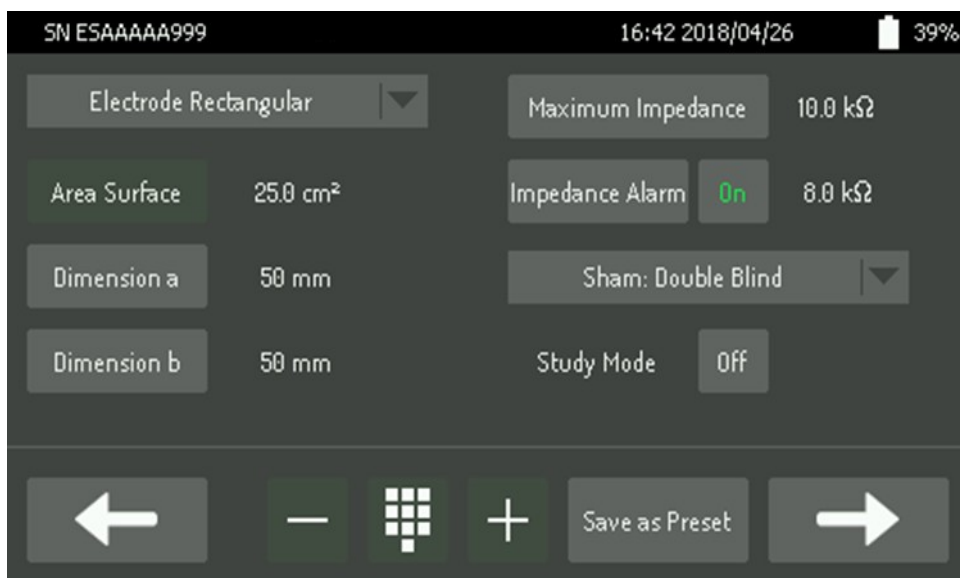 SN ESAAAAA999 16:42 2018/04/26 39%
Electrode Rectangular
Maximum Impedance 10.0 kΩ
Area Surface 25.0 cm²
Impedance Alarm On 8.0 kΩ
Dimension a 50 mm
Sham: Double Blind
Dimension b 50 mm
Study Mode Off
Save as Preset